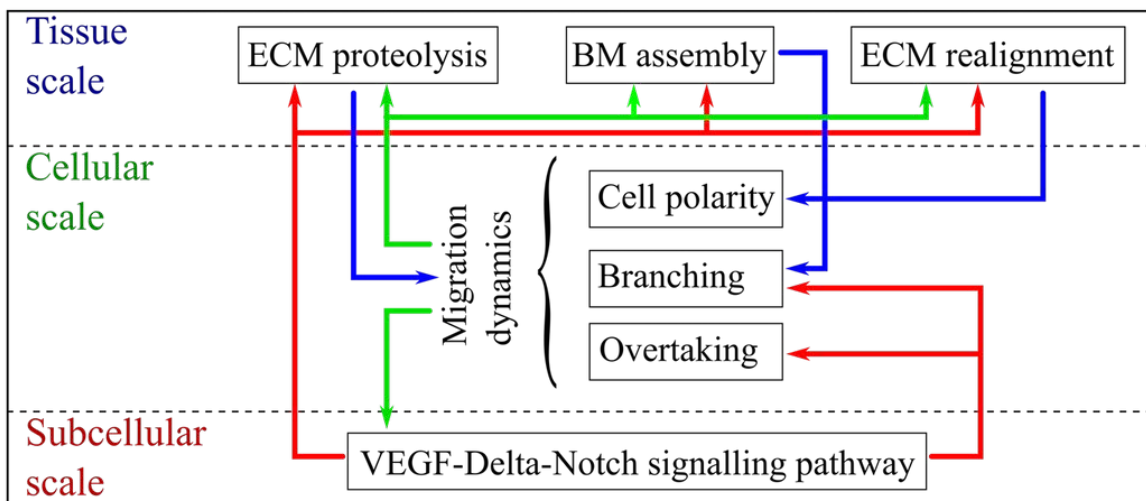 Tissue
scale
ECM proteolysis
BM assembly
ECM realignment
Cellular
scale
Migration
dynamics
Cell polarity
Branching
Overtaking
Subcellular
scale
VEGF-Delta-Notch signalling pathway